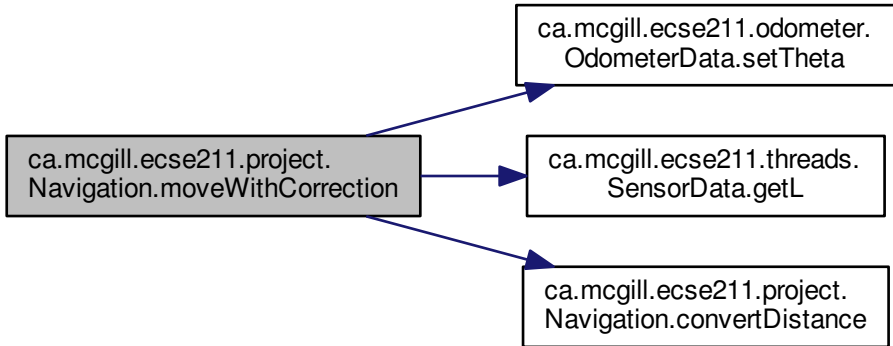 ca.mcgill.ecse211.project.
Navigation.moveWithCorrection
ca.mcgill.ecse211.odometer.
OdometerData.setTheta
ca.mcgill.ecse211.threads.
SensorData.getL
ca.mcgill.ecse211.project.
Navigation.convertDistance